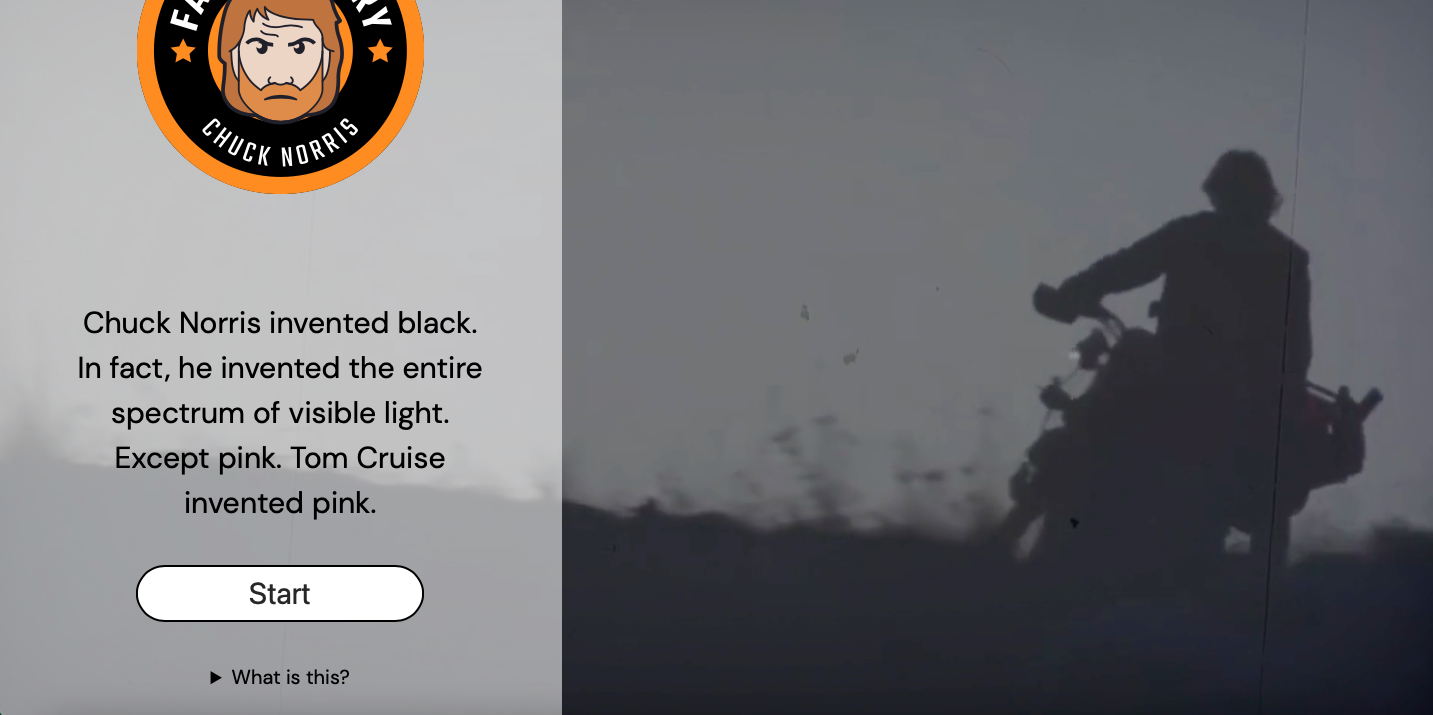 CHUCK NORRIS
Chuck Norris invented black.
In fact, he invented the entire
spectrum of visible light.
Except pink. Tom Cruise
invented pink.
Start
What is this?